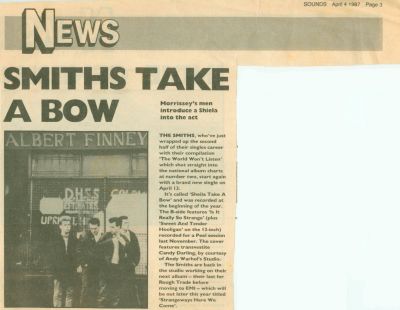 SOUNDS April 4 1987 Page 3
NEWS
SMITHS TAKE
A BOW
Morrissey's men
introduce a Shiela
into the act
ALBERT FINNEY
DHSS
ESTIMATES
THE SMITHS, who've just
wrapped up the second
half of their singles career
with their compilation
'The World Won't Listen'
which shot straight into
the national album charts
at number two, start again
with a brand new single on
April 13.
It's called 'Sheila Take A
Bow' and was recorded at
the beginning of the year.
The B-side features 'Is It
Really So Strange' (plus
'Sweet And Tender
Hooligan' on the 12-inch)
recorded for a Peel session
last November. The cover
features transvestite
Candy Darling, by courtesy
of Andy Warhol's Studio.
The Smiths are back in
the studio working on their
next album – their last for
Rough Trade before
moving to EMI – which will
be out later this year titled
'Strangeways Here We
Come'.